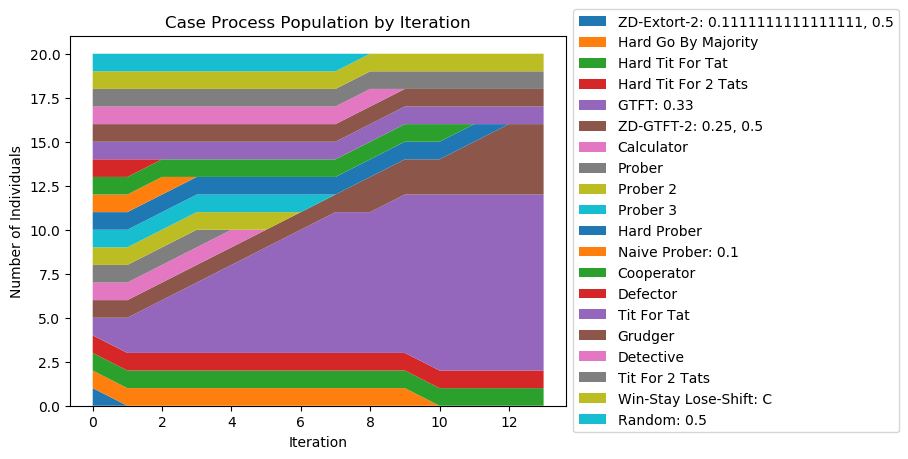 Case Process Population by Iteration
20.0
17.5
15.0
12.5
10.0
7.5
5.0
2.5
0.0
Number of Individuals
0 2 4 6 8 10 12
Iteration
ZD-Extort-2: 0.1111111111111111, 0.5
Hard Go By Majority
Hard Tit For Tat
Hard Tit For 2 Tats
GTFT: 0.33
ZD-GTFT-2: 0.25, 0.5
Calculator
Prober
Prober 2
Prober 3
Hard Prober
Naive Prober: 0.1
Cooperator
Defector
Tit For Tat
Grudger
Detective
Tit For 2 Tats
Win-Stay Lose-Shift: C
Random: 0.5